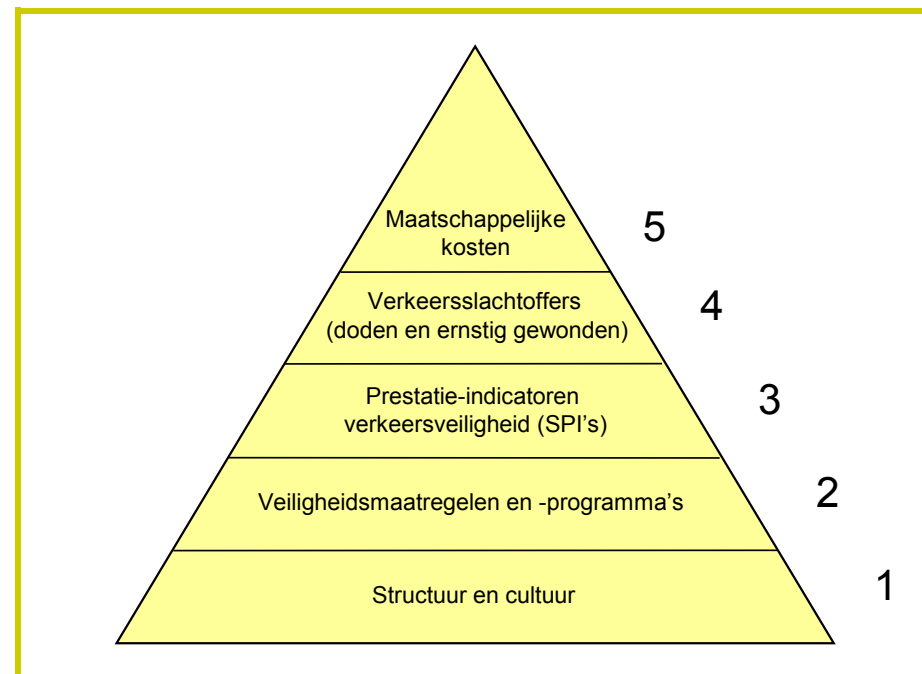 Maatschappelijke
kosten
5
Verkeersslachtoffers
(doden en ernstig gewonden)
4
Prestatie-indicatoren
verkeersveiligheid (SPI's)
3
Veiligheidsmaatregelen en -programma's
2
Structuur en cultuur
1